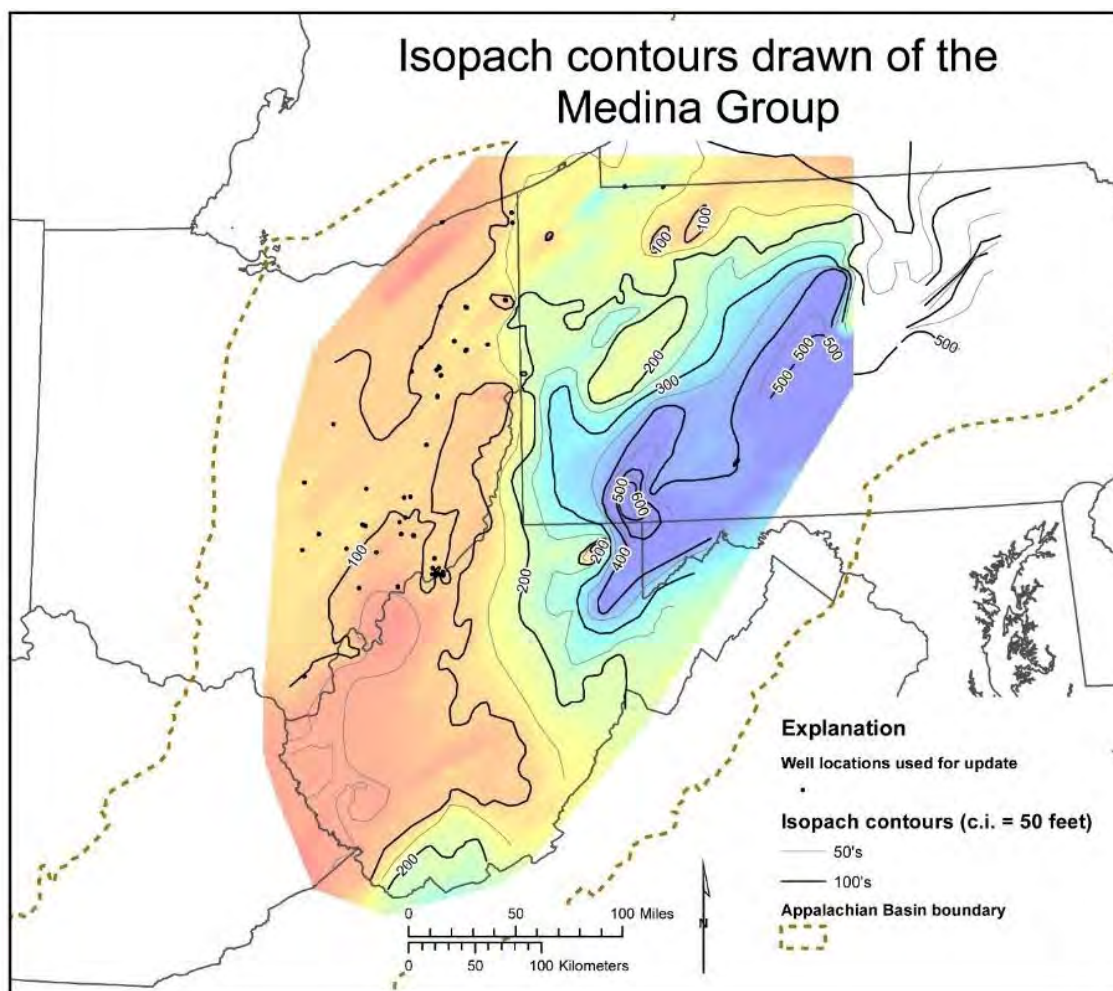 Isopach contours drawn of the
Medina Group
100
100
200
300
500
500
500
500
500
600
200
400
200
100
200
Explanation
Well locations used for update
Isopach contours (c.i. = 50 feet)
50's
100's
Appalachian Basin boundary
0 50 100 Miles
0 50 100 Kilometers
N